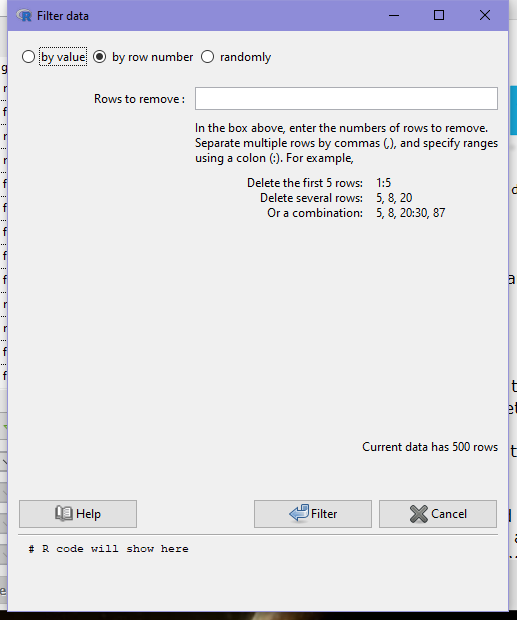 Filter data
by value by row number randomly
Rows to remove :
In the box above, enter the numbers of rows to remove.
Separate multiple rows by commas (,), and specify ranges
using a colon (:). For example,
Delete the first 5 rows: 1:5
Delete several rows: 5, 8, 20
Or a combination: 5, 8, 20:30, 87
Current data has 500 rows
Help Filter Cancel
# R code will show here